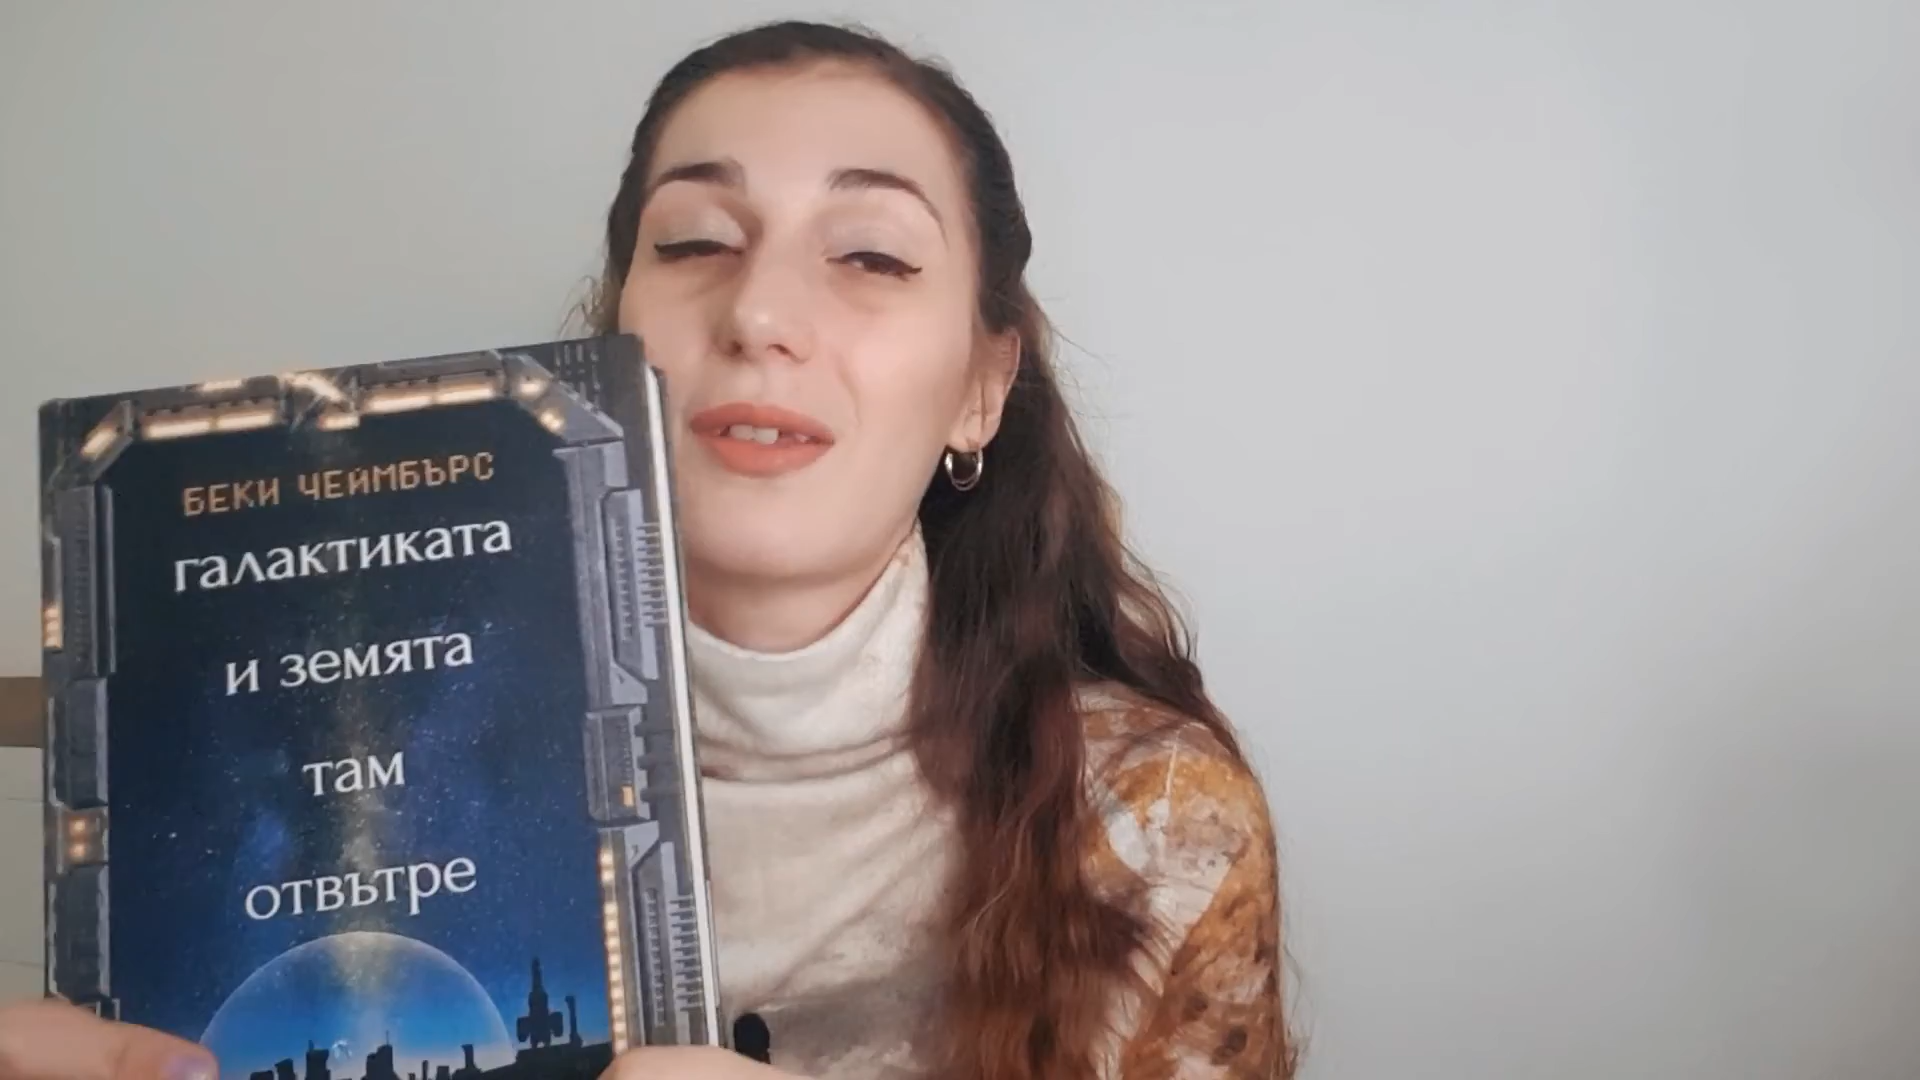 БЕКИ ЧЕЙМБЪРС
галактиката
и земята
там
отвътре